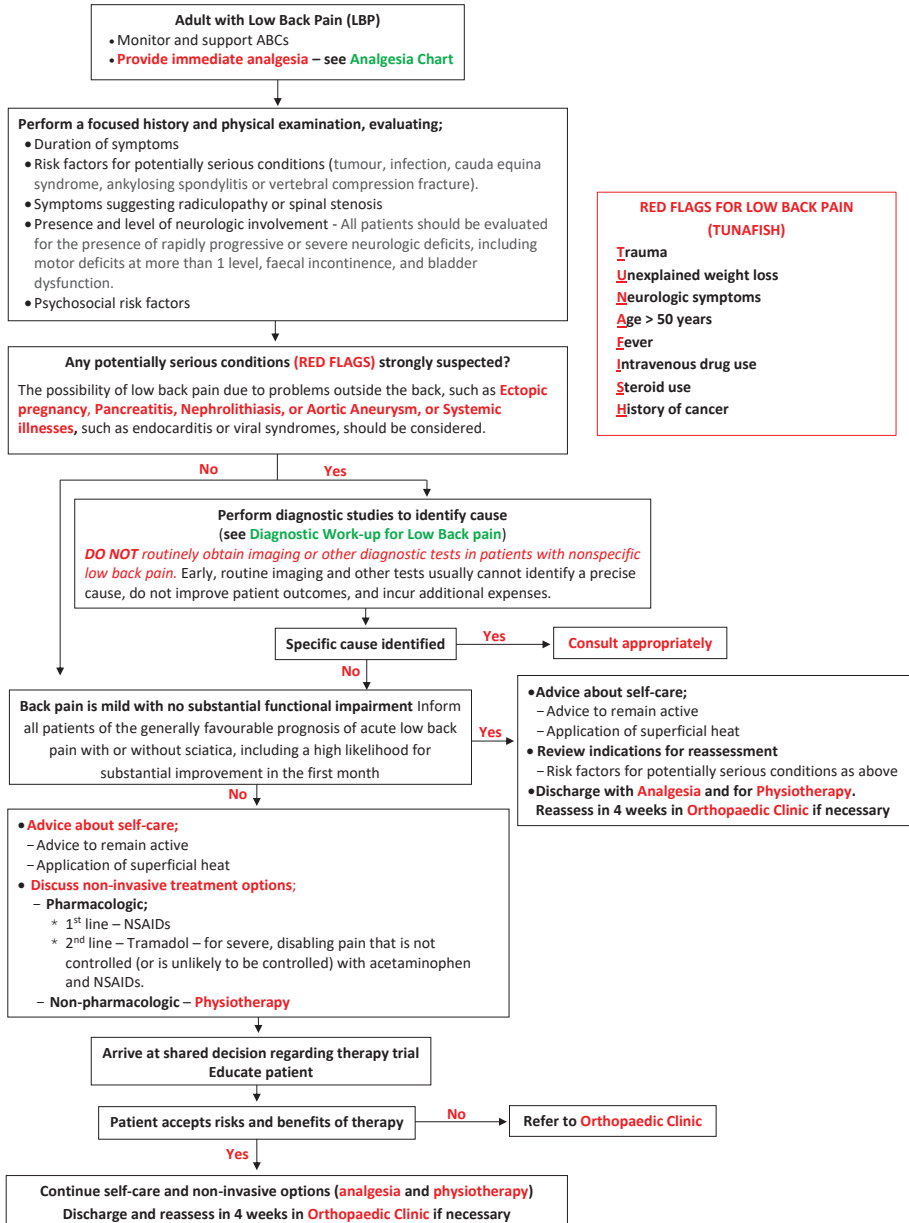 Adult with Low Back Pain (LBP)
• Monitor and support ABCs
• Provide immediate analgesia – see Analgesia Chart
Perform a focused history and physical examination, evaluating;
• Duration of symptoms
• Risk factors for potentially serious conditions (tumour, infection, cauda equina
syndrome, ankylosing spondylitis or vertebral compression fracture).
• Symptoms suggesting radiculopathy or spinal stenosis
• Presence and level of neurologic involvement - All patients should be evaluated
for the presence of rapidly progressive or severe neurologic deficits, including
motor deficits at more than 1 level, faecal incontinence, and bladder
dysfunction.
• Psychosocial risk factors
RED FLAGS FOR LOW BACK PAIN
(TUNAFISH)
Trauma
Unexplained weight loss
Neurologic symptoms
Age > 50 years
Fever
Intravenous drug use
Steroid use
History of cancer
Any potentially serious conditions (RED FLAGS) strongly suspected?
The possibility of low back pain due to problems outside the back, such as Ectopic
pregnancy, Pancreatitis, Nephrolithiasis, or Aortic Aneurysm, or Systemic
illnesses, such as endocarditis or viral syndromes, should be considered.
No
Yes
Perform diagnostic studies to identify cause
(see Diagnostic Work-up for Low Back pain)
DO NOT routinely obtain imaging or other diagnostic tests in patients with nonspecific
low back pain. Early, routine imaging and other tests usually cannot identify a precise
cause, do not improve patient outcomes, and incur additional expenses.
Specific cause identified
Yes
Consult appropriately
No
Back pain is mild with no substantial functional impairment Inform
all patients of the generally favourable prognosis of acute low back
pain with or without sciatica, including a high likelihood for
substantial improvement in the first month
Yes
• Advice about self-care;
– Advice to remain active
– Application of superficial heat
• Review indications for reassessment
– Risk factors for potentially serious conditions as above
• Discharge with Analgesia and for Physiotherapy.
Reassess in 4 weeks in Orthopaedic Clinic if necessary
No
• Advice about self-care;
– Advice to remain active
– Application of superficial heat
• Discuss non-invasive treatment options;
– Pharmacologic;
* 1st line – NSAIDs
* 2nd line – Tramadol – for severe, disabling pain that is not
controlled (or is unlikely to be controlled) with acetaminophen
and NSAIDs.
– Non-pharmacologic – Physiotherapy
Arrive at shared decision regarding therapy trial
Educate patient
Patient accepts risks and benefits of therapy
No
Refer to Orthopaedic Clinic
Yes
Continue self-care and non-invasive options (analgesia and physiotherapy)
Discharge and reassess in 4 weeks in Orthopaedic Clinic if necessary